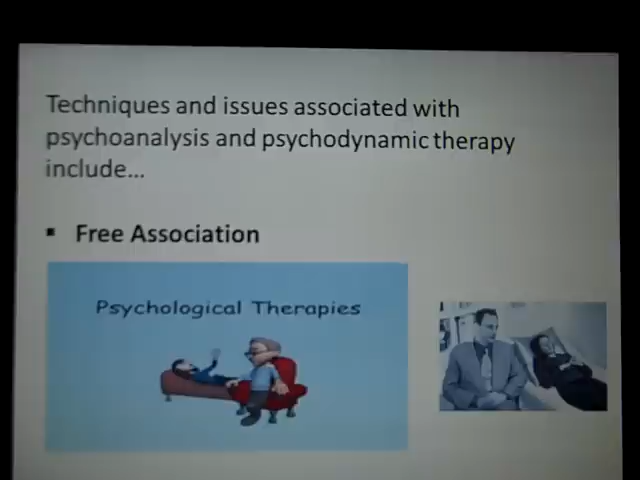 Techniques and issues associated with
psychoanalysis and psychodynamic therapy
include...
▪ Free Association
Psychological Therapies